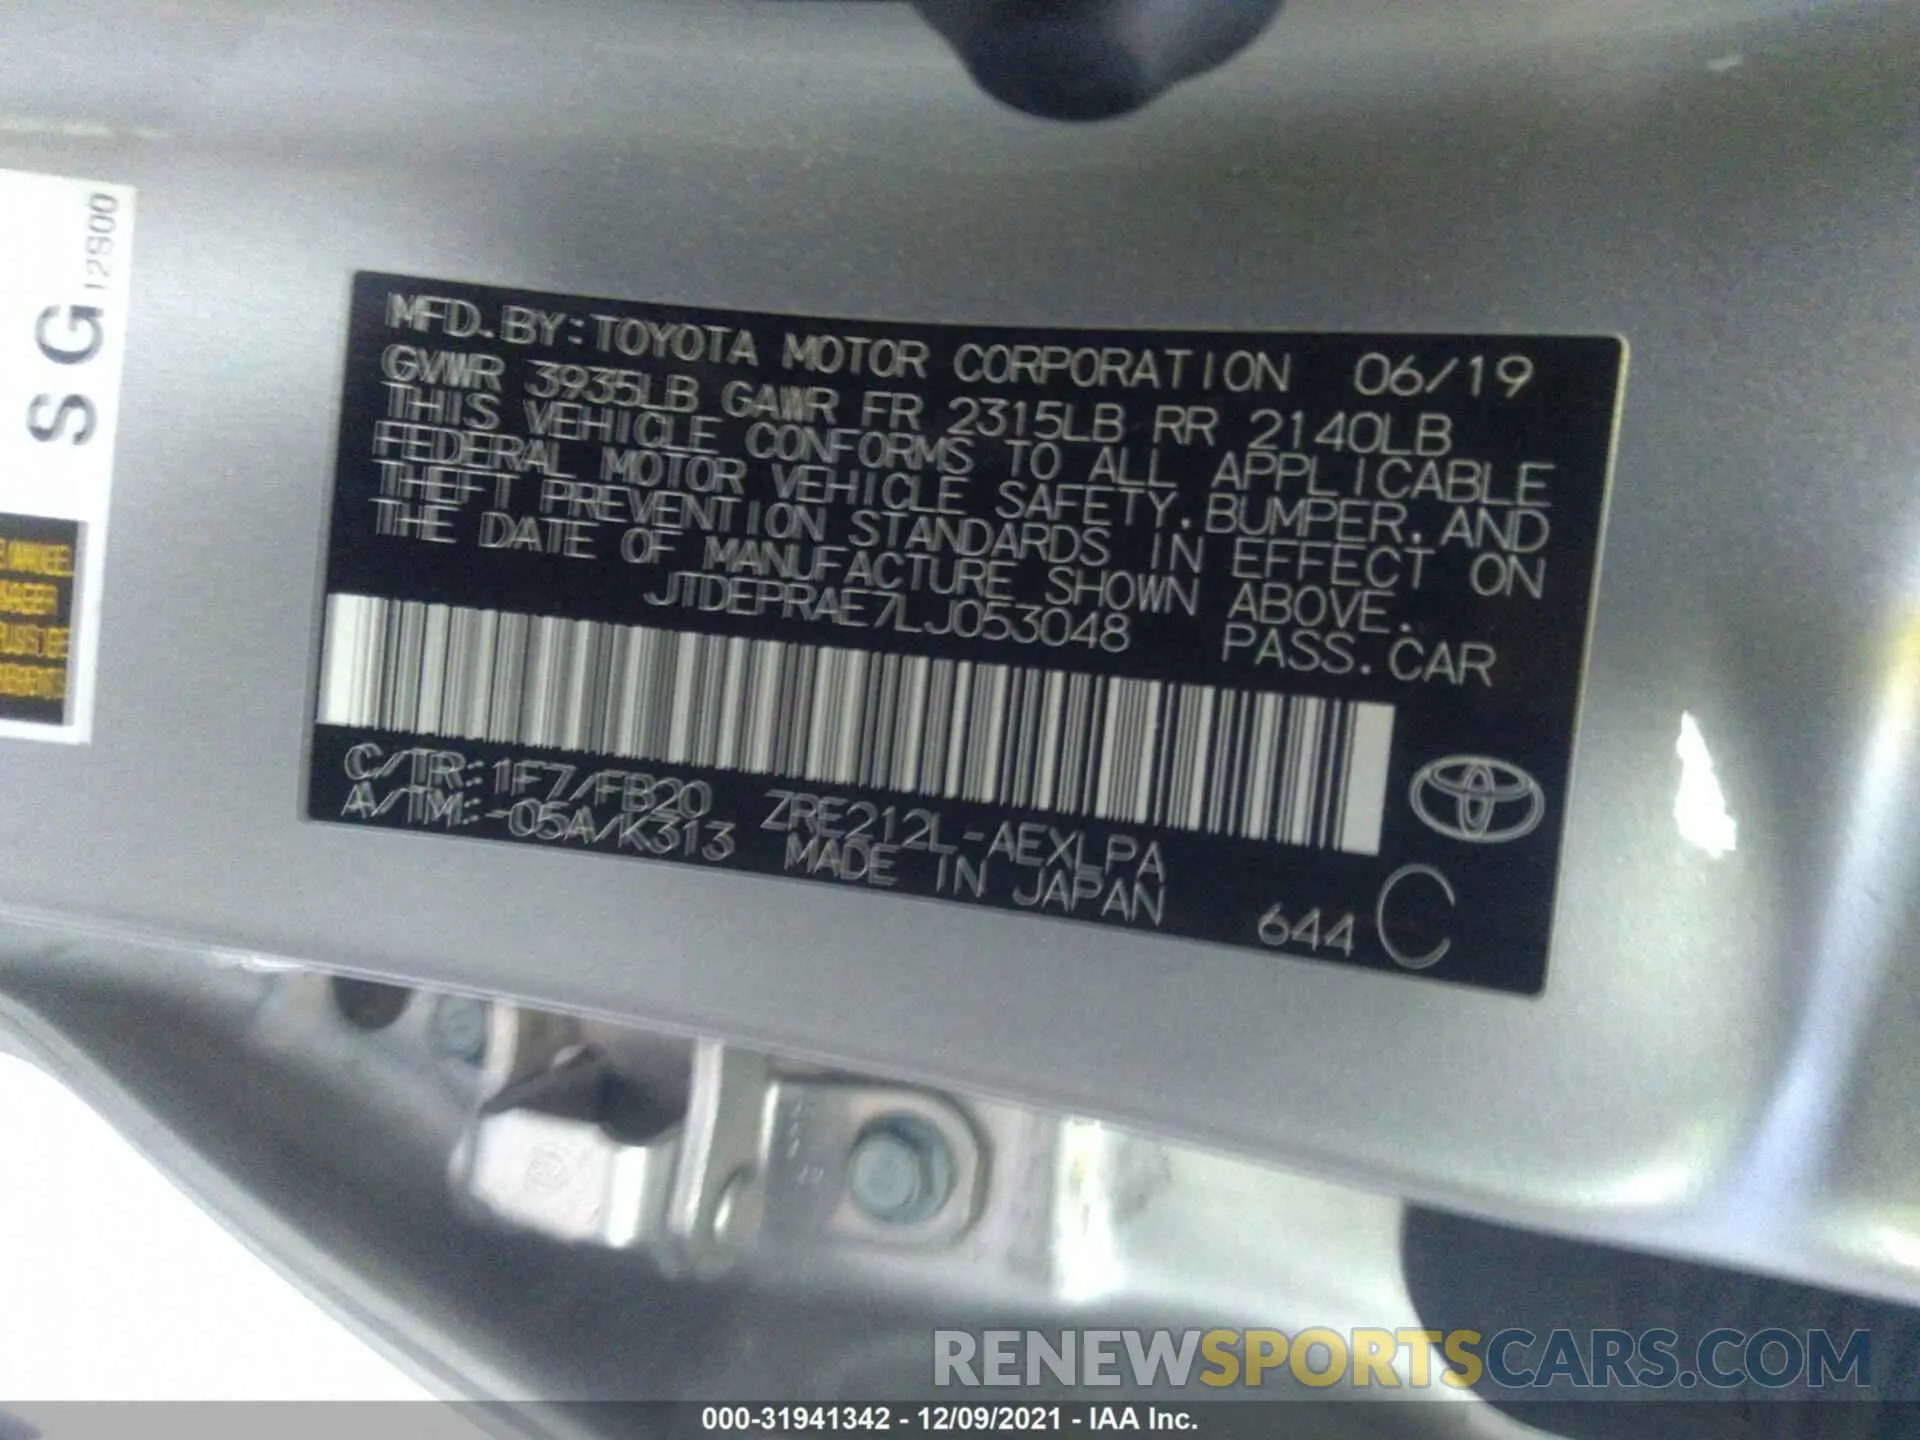 MFD. BY: TOYOTA MOTOR CORPORATION 06/19
GVWR 3935LB GAWR FR 2315LB RR 2140LB
THIS VEHICLE CONFORMS TO ALL APPLICABLE
FEDERAL MOTOR VEHICLE SAFETY, BUMPER, AND
THEFT PREVENTION STANDARDS IN EFFECT ON
THE DATE OF MANUFACTURE SHOWN ABOVE.
JTDEPRAE7LJ053048 PASS. CAR
C/TR: 1F7/FB20 ZRE212L-AEXLPA
A/TM: -05A/K313 MADE IN JAPAN
644 C
S G
RENEWSPORTSCARS.COM
000-31941342 - 12/09/2021 - IAA Inc.